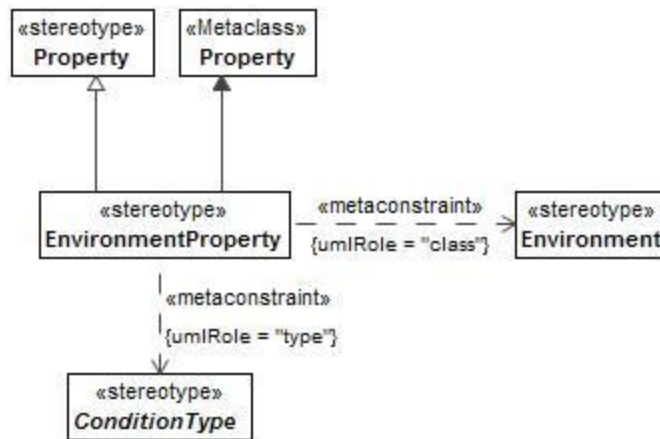 «stereotype»
Property
«Metaclass»
Property
«stereotype»
EnvironmentProperty
«metaconstraint»
{umlRole = "class"}
«stereotype»
Environment
«metaconstraint»
{umlRole = "type"}
«stereotype»
ConditionType